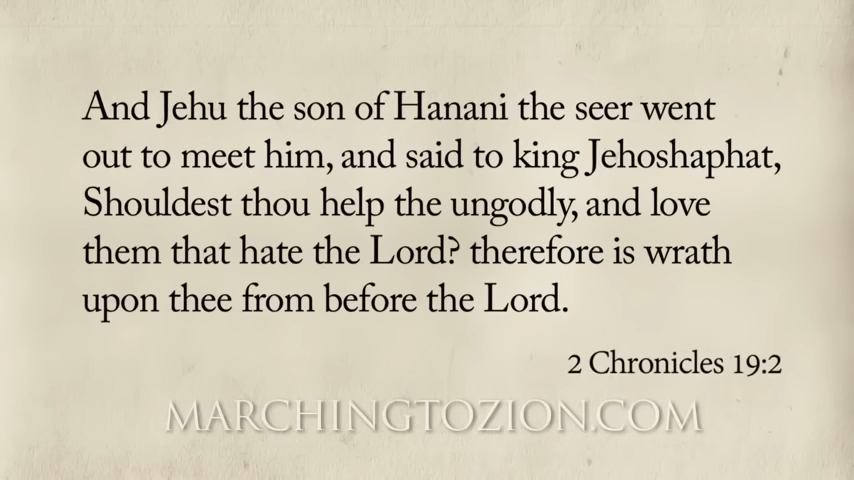 And Jehu the son of Hanani the seer went
out to meet him, and said to king Jehoshaphat,
Shouldest thou help the ungodly, and love
them that hate the Lord? therefore is wrath
upon thee from before the Lord.
2 Chronicles 19:2
MARCHINGTOZION.COM